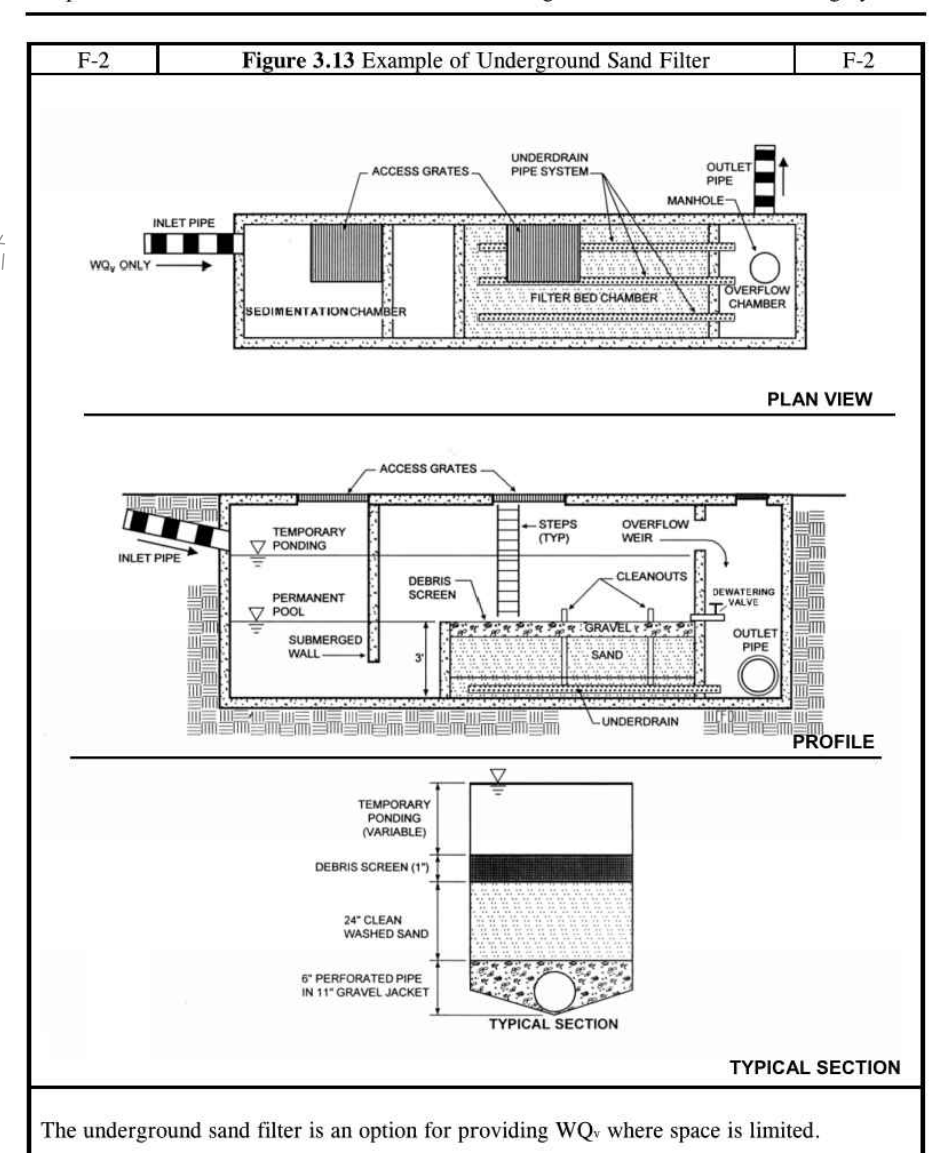 F-2 Figure 3.13 Example of Underground Sand Filter F-2
ACCESS GRATES
UNDERDRAIN
PIPE SYSTEM
OUTLET
PIPE
MANHOLE
INLET PIPE
WQv ONLY
SEDIMENTATION CHAMBER
FILTER BED CHAMBER
OVERFLOW
CHAMBER
PLAN VIEW
ACCESS GRATES
INLET PIPE
TEMPORARY
PONDING
STEPS
(TYP)
OVERFLOW
WEIR
DEBRIS
SCREEN
CLEANOUTS
PERMANENT
POOL
DEWATERING
VALVE
SUBMERGED
WALL
3'
GRAVEL
SAND
OUTLET
PIPE
UNDERDRAIN
PROFILE
TEMPORARY
PONDING
(VARIABLE)
DEBRIS SCREEN (1")
24" CLEAN
WASHED SAND
6" PERFORATED PIPE
IN 11" GRAVEL JACKET
TYPICAL SECTION
TYPICAL SECTION
The underground sand filter is an option for providing WQv where space is limited.